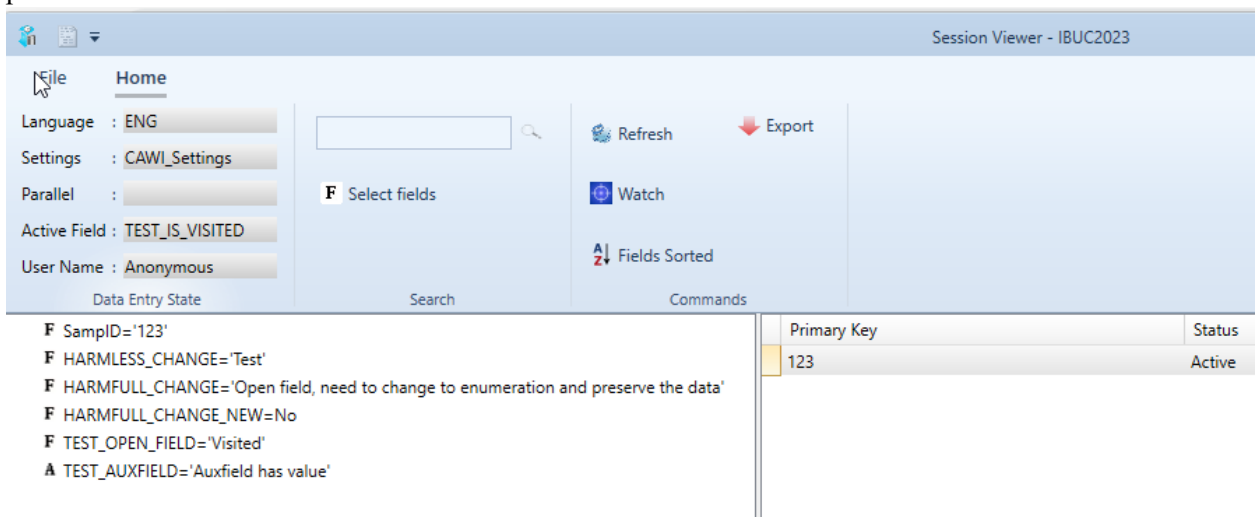 Session Viewer - IBUC2023
File Home
Language : ENG
Settings : CAWI_Settings
Parallel :
Active Field : TEST_IS_VISITED
User Name : Anonymous
Data Entry State
F Select fields
Search
Refresh
Export
Watch
Fields Sorted
Commands
F SampID='123'
F HARMLESS_CHANGE='Test'
F HARMFULL_CHANGE='Open field, need to change to enumeration and preserve the data'
F HARMFULL_CHANGE_NEW=No
F TEST_OPEN_FIELD='Visited'
A TEST_AUXFIELD='Auxfield has value'
Primary Key Status
123 Active